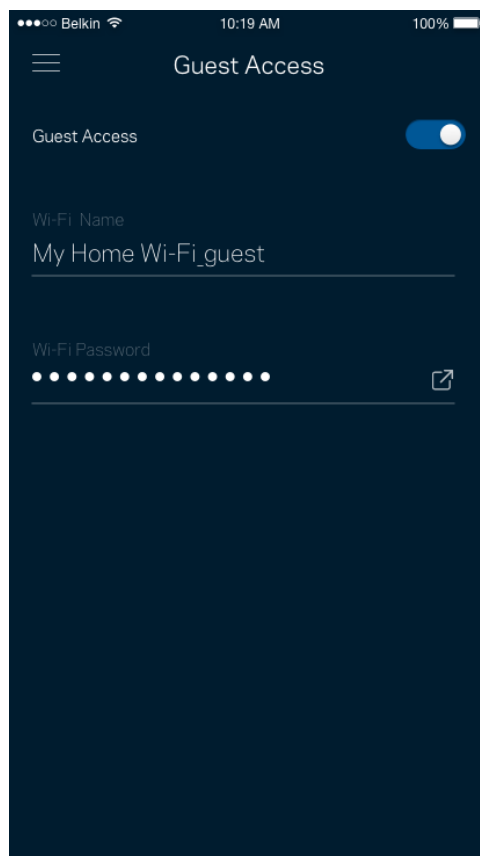 ●●●○○ Belkin 10:19 AM 100%
Guest Access
Guest Access
Wi-Fi Name
My Home Wi-Fi_guest
Wi-Fi Password
●●●●●●●●●●●●●●